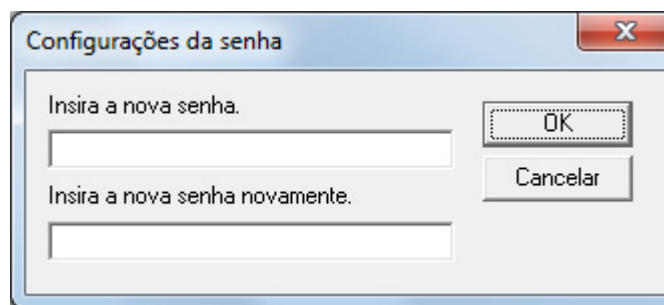 Configurações da senha
Insira a nova senha.
OK
Cancelar
Insira a nova senha novamente.